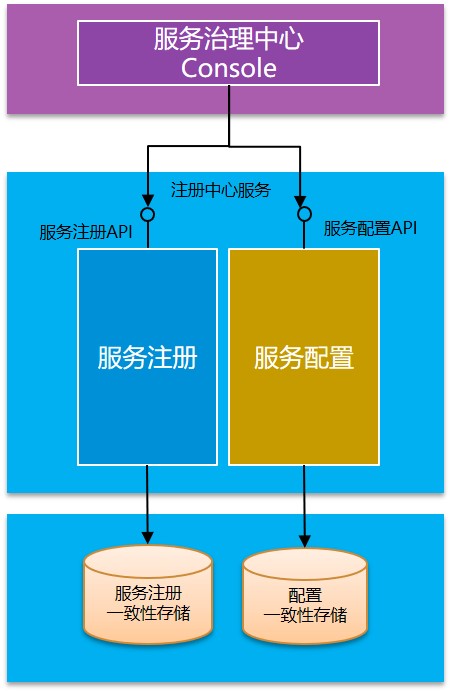 服务治理中心
Console
注册中心服务
服务注册API
服务配置API
服务注册
服务配置
服务注册
一致性存储
配置
一致性存储